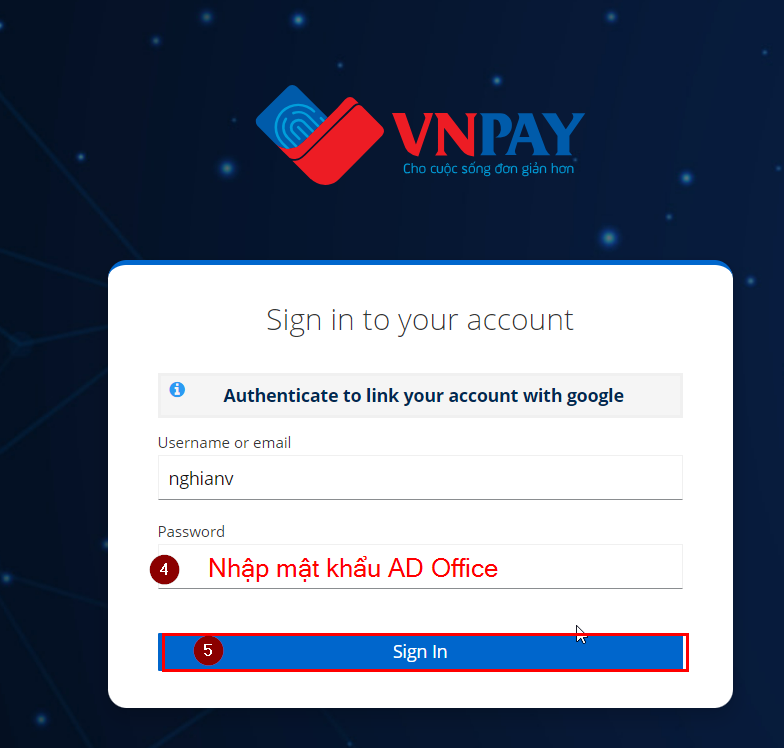 VNPAY
Cho cuộc sống đơn giản hơn
Sign in to your account
Authenticate to link your account with google
Username or email
nghianv
Password
4 Nhập mật khẩu AD Office
5 Sign In